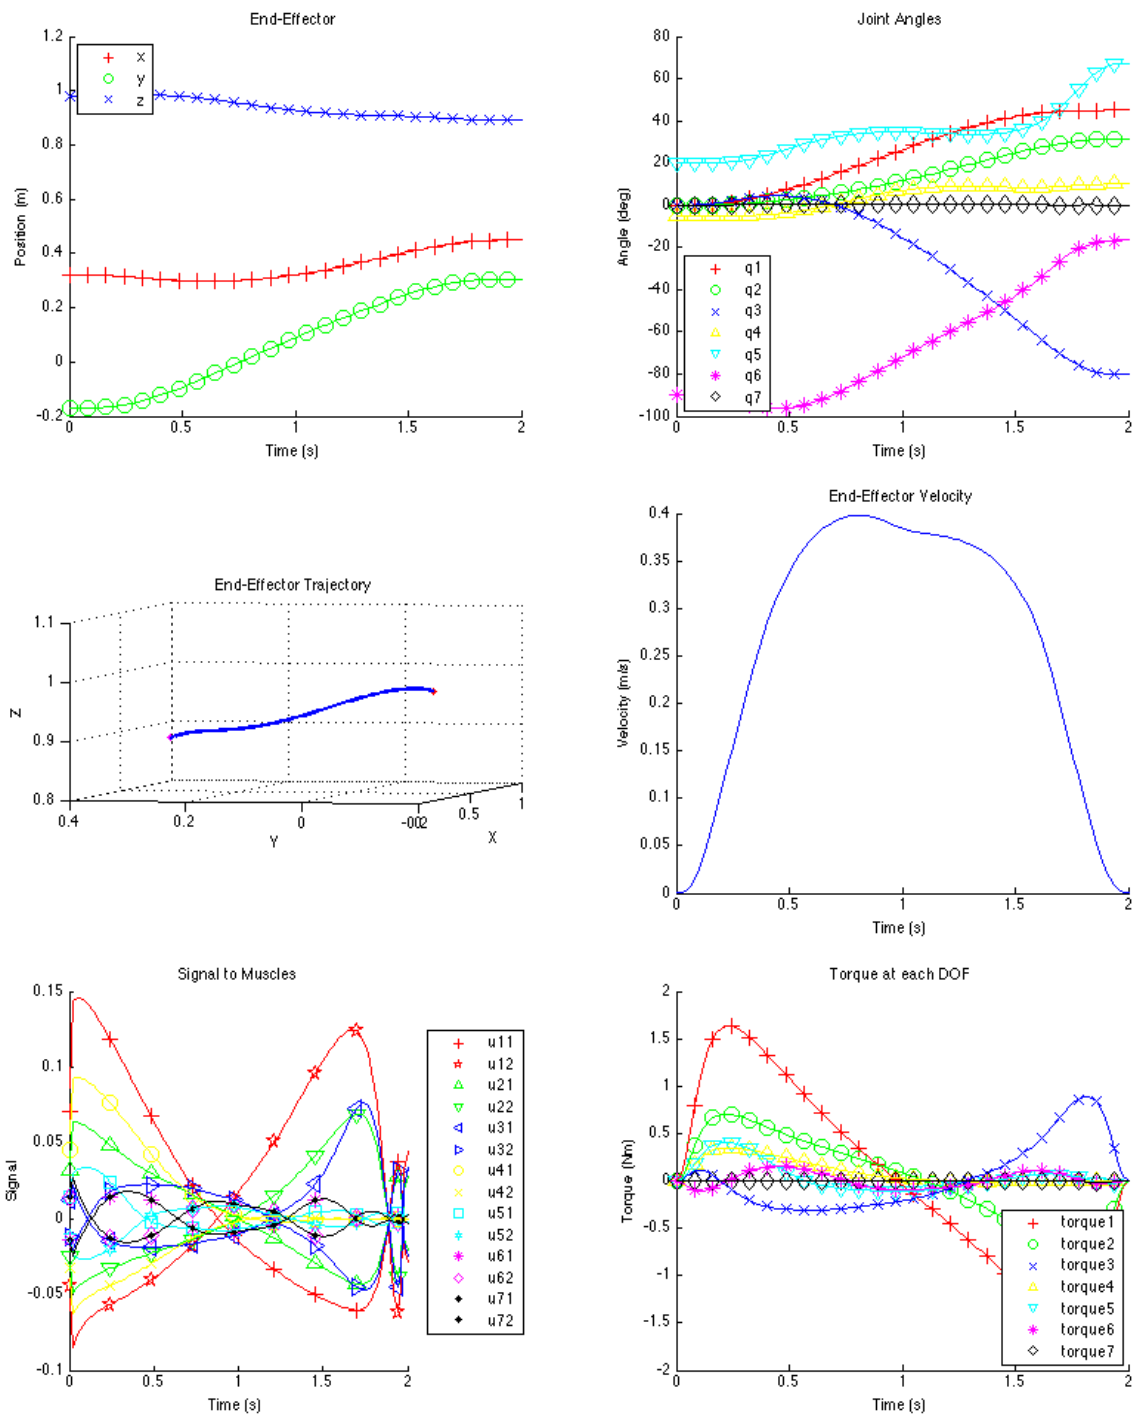 End-Effector
1.2
1
0.8
0.6
0.4
0.2
0
-0.2
Position (m)
x
y
z
0 0.5 1 1.5 2
Time (s)
Joint Angles
80
60
40
20
0
-20
-40
-60
-80
-100
Angle (deg)
q1
q2
q3
q4
q5
q6
q7
0 0.5 1 1.5 2
Time (s)
End-Effector Trajectory
1.1
1
0.9
0.8
Z
0.4 0.2 0 -0.2
Y
0 0.5 1
X
End-Effector Velocity
0.4
0.35
0.3
0.25
0.2
0.15
0.1
0.05
0
Velocity (m/s)
0 0.5 1 1.5 2
Time (s)
Signal to Muscles
0.15
0.1
0.05
0
-0.05
-0.1
Signal
u11
u12
u21
u22
u31
u32
u41
u42
u51
u52
u61
u62
u71
u72
0 0.5 1 1.5 2
Time (s)
Torque at each DOF
2
1.5
1
0.5
0
-0.5
-1
-1.5
-2
Torque (Nm)
torque1
torque2
torque3
torque4
torque5
torque6
torque7
0 0.5 1 1.5 2
Time (s)